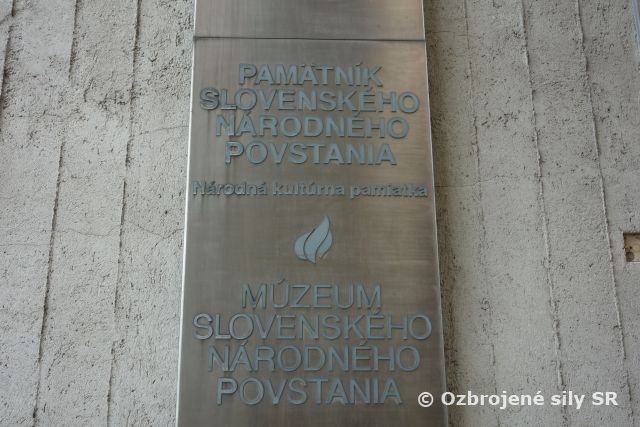 PAMÄTNÍK
SLOVENSKÉHO
NÁRODNÉHO
POVSTANIA
Národná kultúrna pamiatka
MÚZEUM
SLOVENSKÉHO
NÁRODNÉHO
POVSTANIA
© Ozbrojené sily SR